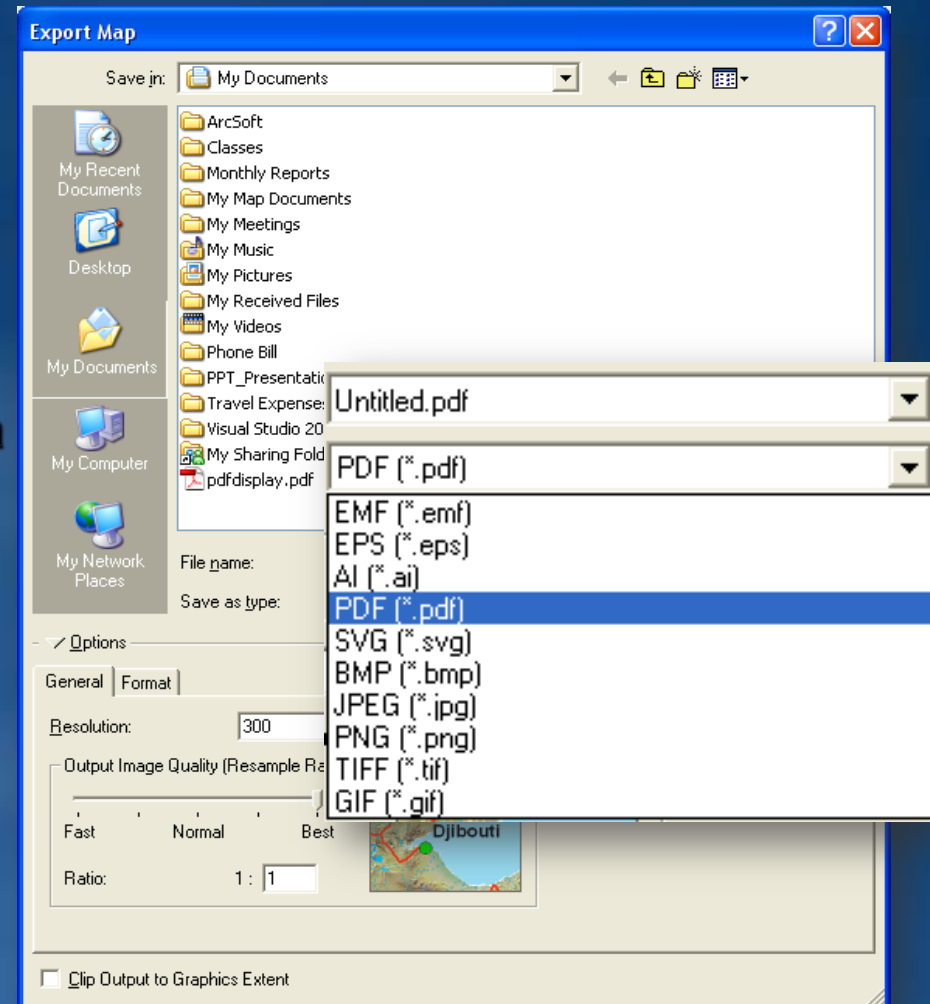 Export Map
Save in: My Documents
ArcSoft
Classes
Monthly Reports
My Map Documents
My Meetings
My Music
My Pictures
My Received Files
My Videos
Phone Bill
PPT_Presentatio
Travel Expense
Visual Studio 20
My Sharing Fold
pdfdisplay.pdf
My Recent
Documents
Desktop
My Documents
My Computer
My Network
Places
File name: Untitled.pdf
Save as type: PDF (*.pdf)
EMF (*.emf)
EPS (*.eps)
AI (*.ai)
PDF (*.pdf)
SVG (*.svg)
BMP (*.bmp)
JPEG (*.jpg)
PNG (*.png)
TIFF (*.tif)
GIF (*.gif)
Options
General Format
Resolution: 300
Output Image Quality (Resample Ra
Fast Normal Best
Djibouti
Ratio: 1 : 1
Clip Output to Graphics Extent